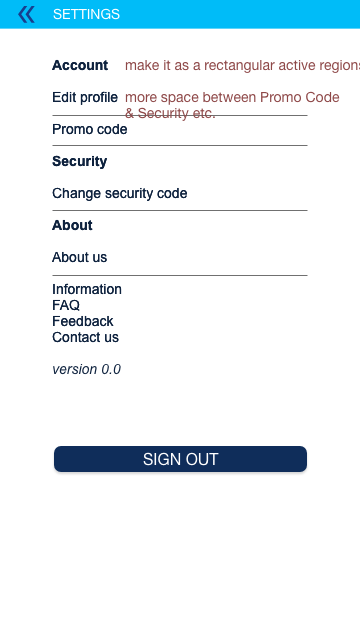 SETTINGS
Account make it as a rectangular active regions
Edit profile more space between Promo Code
& Security etc.
Promo code
Security
Change security code
About
About us
Information
FAQ
Feedback
Contact us
version 0.0
SIGN OUT